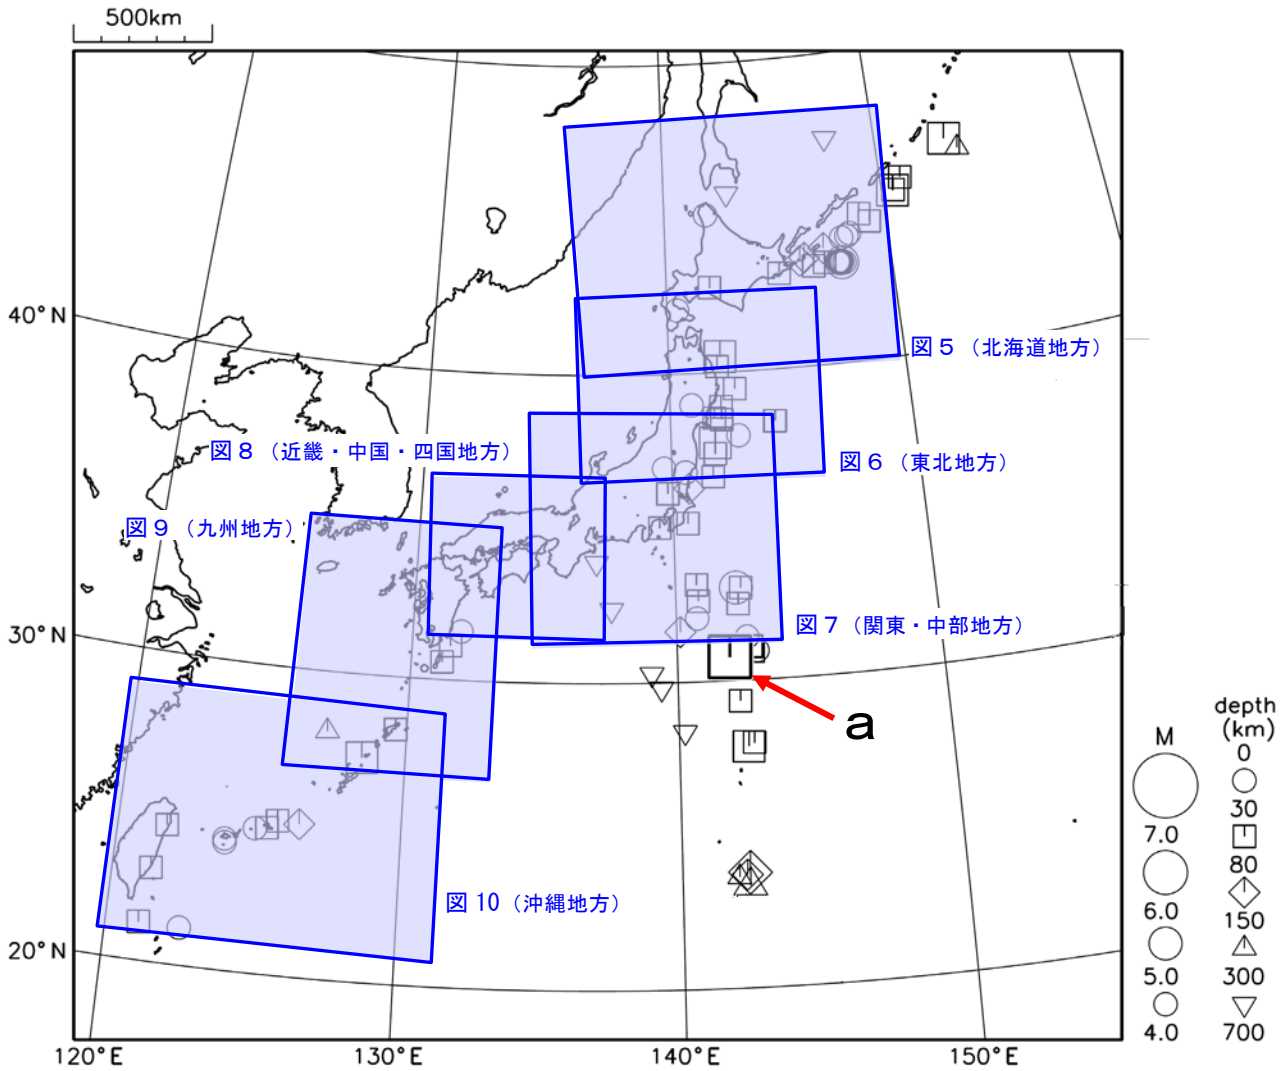 500km
40°N
図5（北海道地方）
図8（近畿・中国・四国地方）
図6（東北地方）
図9（九州地方）
30°N
図7（関東・中部地方）
a
depth
(km)
M
0
30
7.0
80
6.0
図10（沖縄地方）
150
20°N
5.0
300
4.0
700
120°E
130°E
140°E
150°E